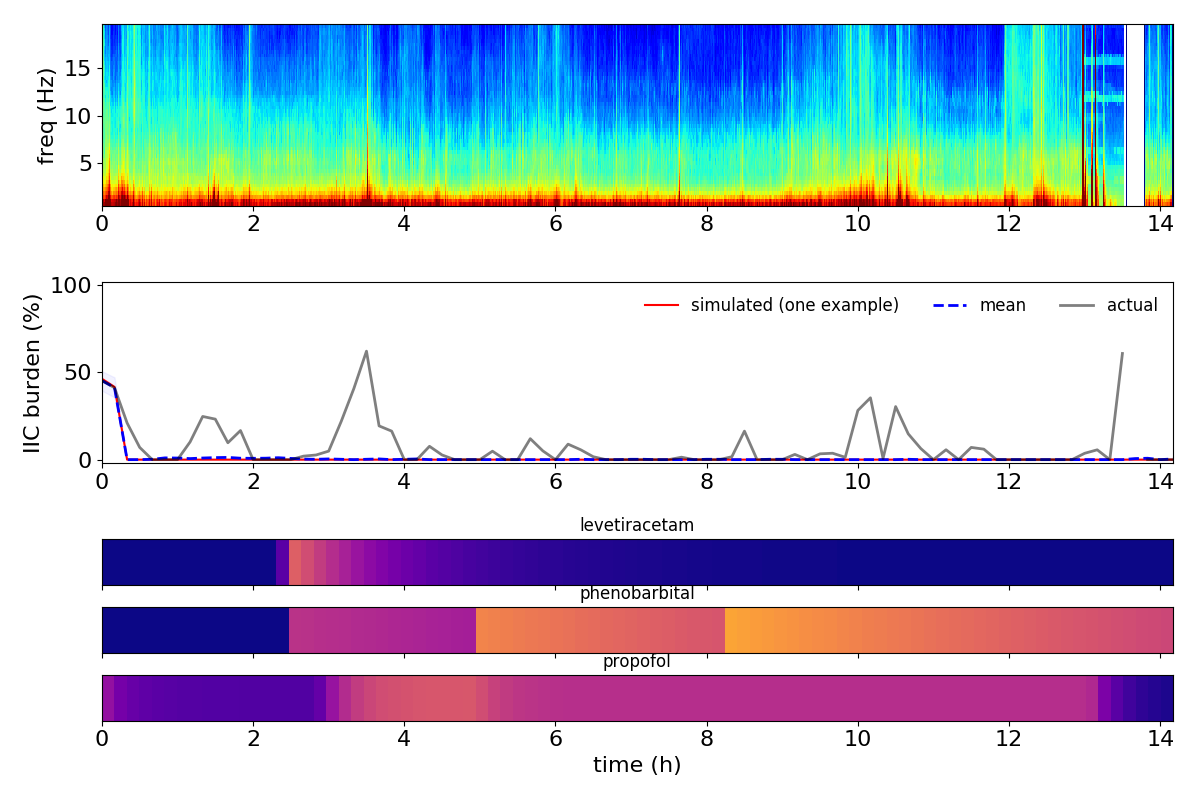 freq (Hz)
15
10
5
0 2 4 6 8 10 12 14
IIC burden (%)
100
50
0
simulated (one example) mean actual
0 2 4 6 8 10 12 14
levetiracetam
phenobarbital
propofol
0 2 4 6 8 10 12 14
time (h)